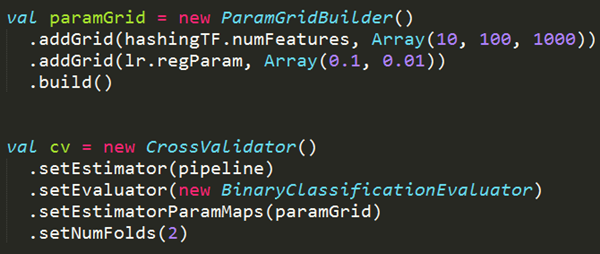 val paramGrid = new ParamGridBuilder()
  .addGrid(hashingTF.numFeatures, Array(10, 100, 1000))
  .addGrid(lr.regParam, Array(0.1, 0.01))
  .build()
val cv = new CrossValidator()
  .setEstimator(pipeline)
  .setEvaluator(new BinaryClassificationEvaluator)
  .setEstimatorParamMaps(paramGrid)
  .setNumFolds(2)